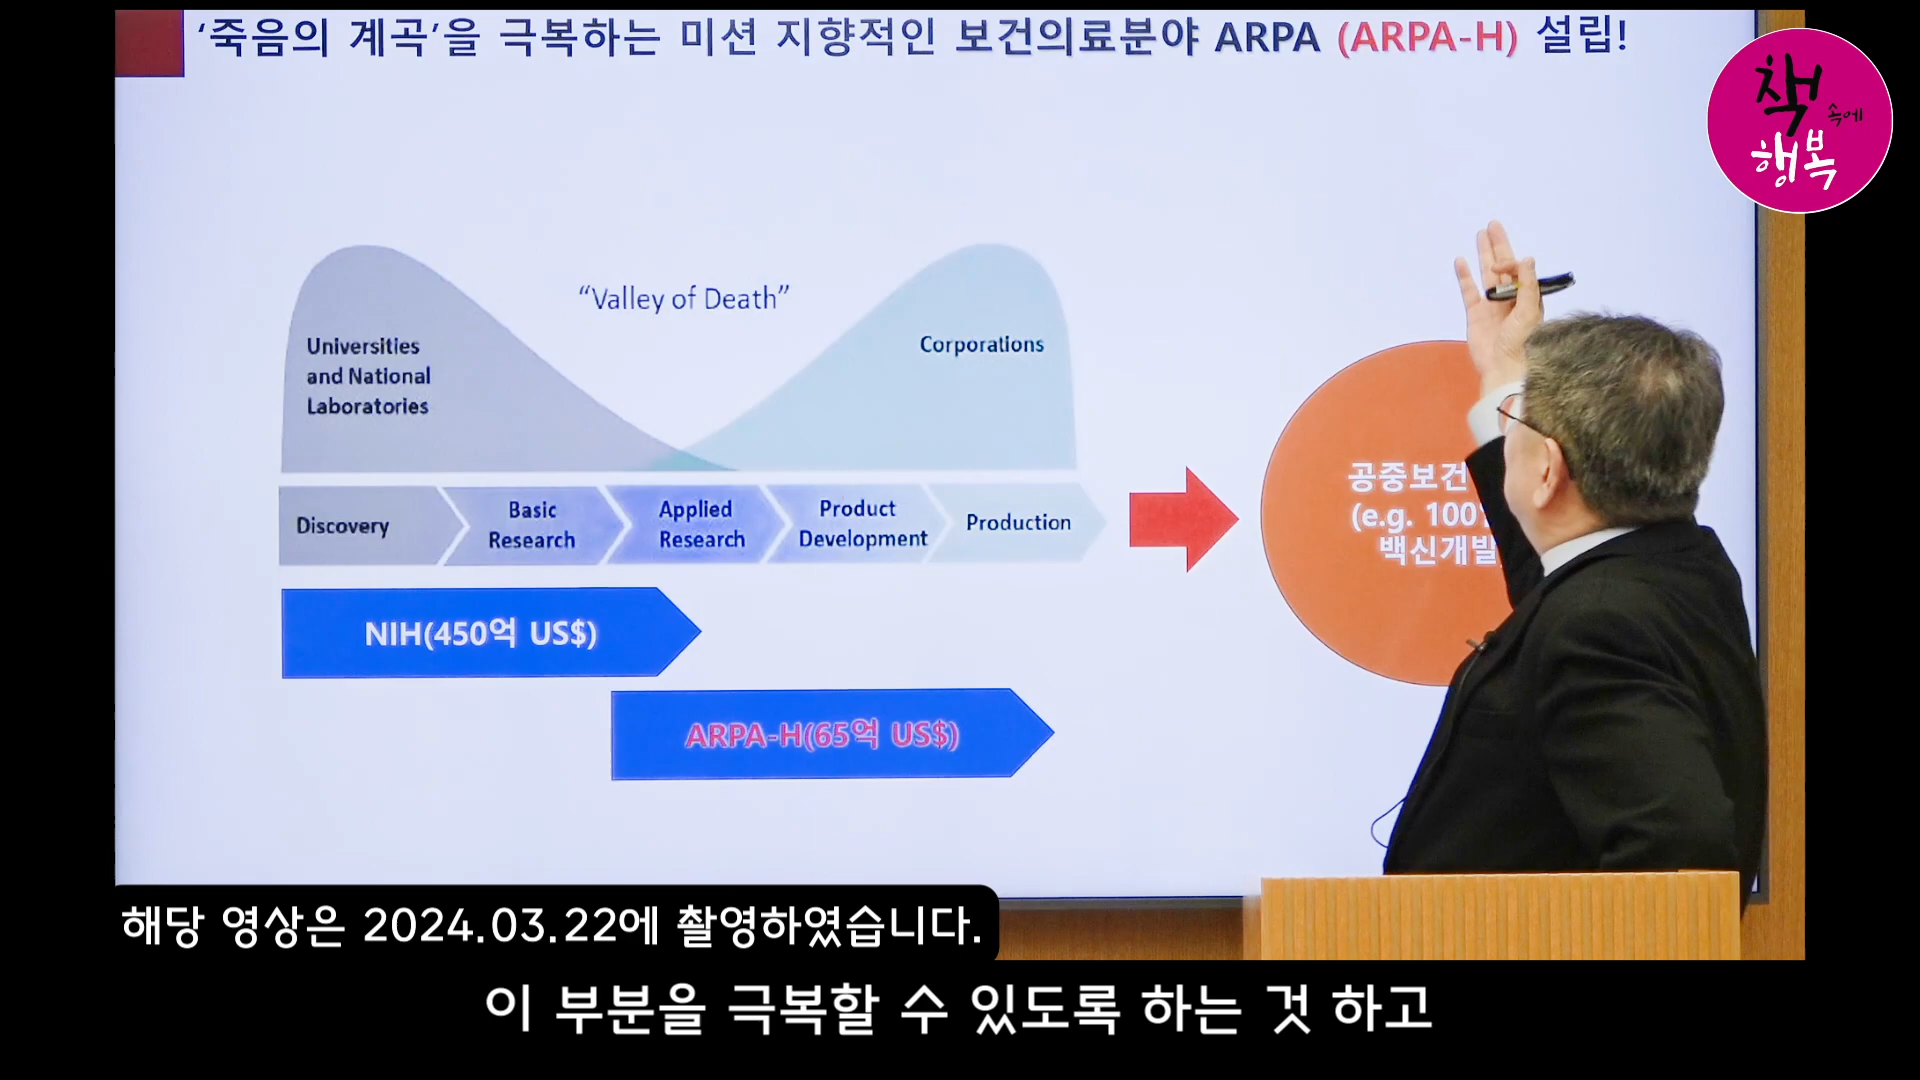 ‘죽음의 계곡’을 극복하는 미션 지향적인 보건의료분야 ARPA (ARPA-H) 설립!
책
속에
행복
“Valley of Death”
Universities
and National
Laboratories
Corporations
Discovery
Basic
Research
Applied
Research
Product
Development
Production
공중보건
(e.g. 100
백신개발
NIH(450억 US$)
ARPA-H(65억 US$)
해당 영상은 2024.03.22에 촬영하였습니다.
이 부분을 극복할 수 있도록 하는 것 하고